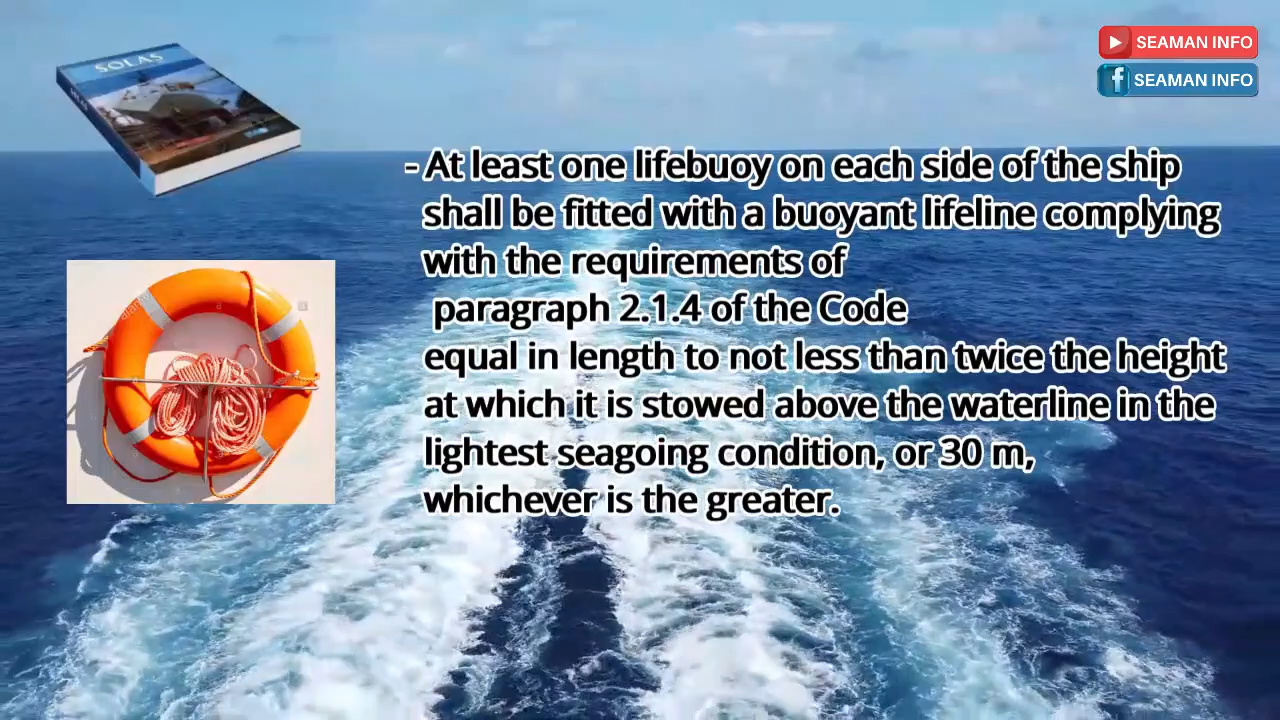 SOLAS
SEAMAN INFO
SEAMAN INFO
- At least one lifebuoy on each side of the ship
shall be fitted with a buoyant lifeline complying
with the requirements of
paragraph 2.1.4 of the Code
equal in length to not less than twice the height
at which it is stowed above the waterline in the
lightest seagoing condition, or 30 m,
whichever is the greater.